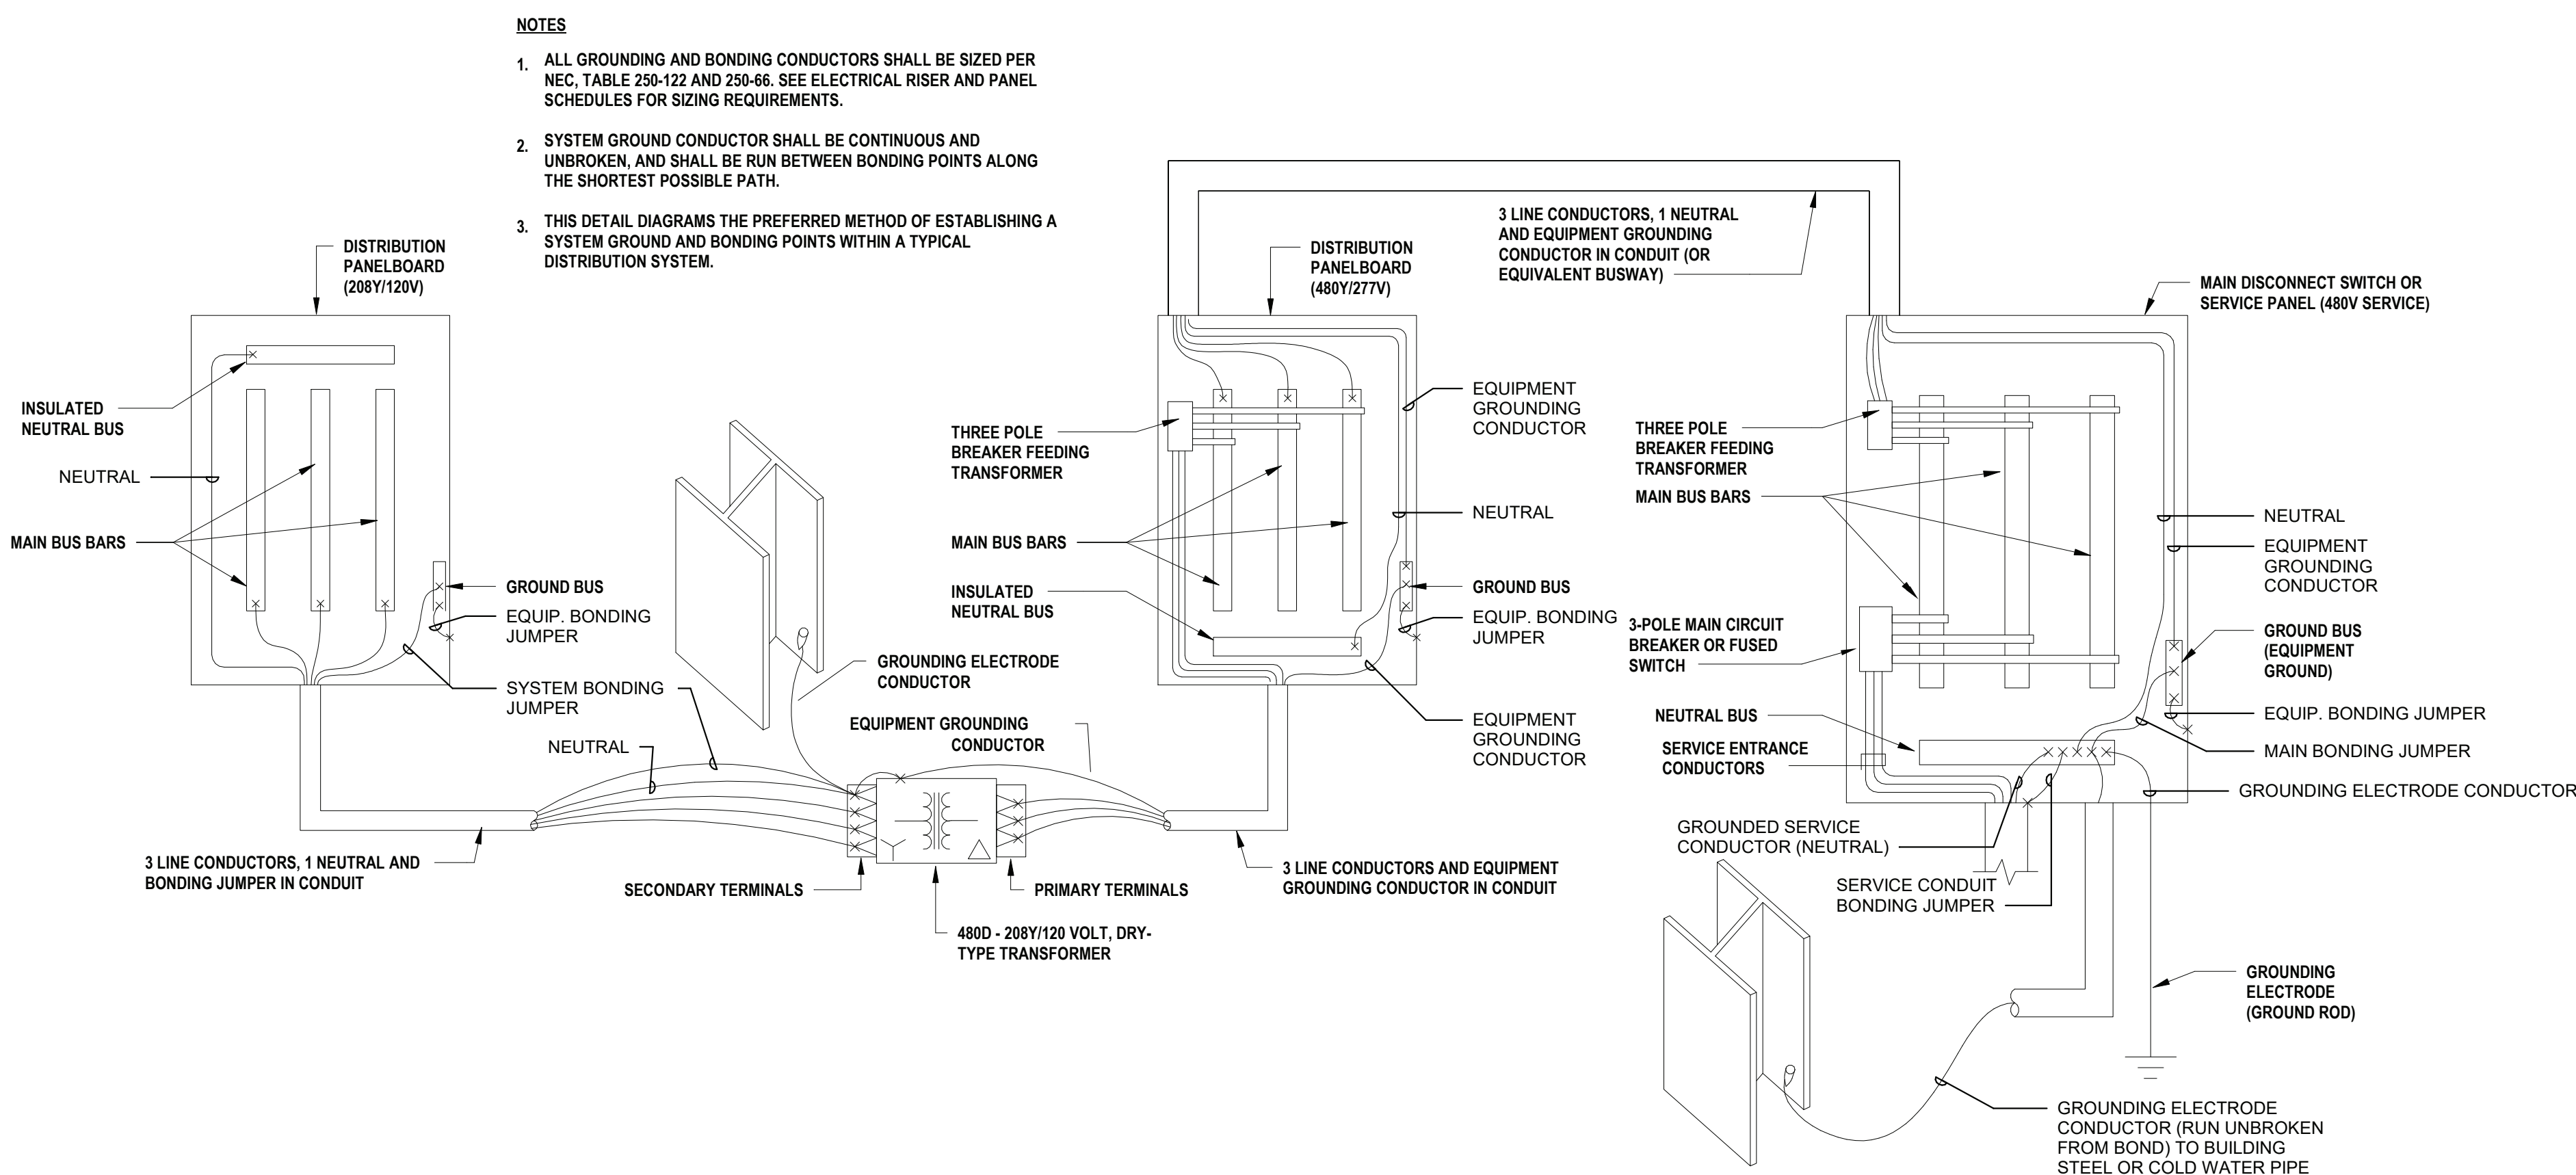 NOTES
1. ALL GROUNDING AND BONDING CONDUCTORS SHALL BE SIZED PER
NEC, TABLE 250-122 AND 250-66. SEE ELECTRICAL RISER AND PANEL
SCHEDULES FOR SIZING REQUIREMENTS.
2. SYSTEM GROUND CONDUCTOR SHALL BE CONTINUOUS AND
UNBROKEN, AND SHALL BE RUN BETWEEN BONDING POINTS ALONG
THE SHORTEST POSSIBLE PATH.
3. THIS DETAIL DIAGRAMS THE PREFERRED METHOD OF ESTABLISHING A
SYSTEM GROUND AND BONDING POINTS WITHIN A TYPICAL
DISTRIBUTION SYSTEM.
DISTRIBUTION
PANELBOARD
(208Y/120V)
INSULATED
NEUTRAL BUS
NEUTRAL
MAIN BUS BARS
GROUND BUS
EQUIP. BONDING
JUMPER
SYSTEM BONDING
JUMPER
NEUTRAL
3 LINE CONDUCTORS, 1 NEUTRAL AND
BONDING JUMPER IN CONDUIT
GROUNDING ELECTRODE
CONDUCTOR
EQUIPMENT GROUNDING
CONDUCTOR
SECONDARY TERMINALS
PRIMARY TERMINALS
480D - 208Y/120 VOLT, DRY-
TYPE TRANSFORMER
3 LINE CONDUCTORS AND EQUIPMENT
GROUNDING CONDUCTOR IN CONDUIT
DISTRIBUTION
PANELBOARD
(480Y/277V)
THREE POLE
BREAKER FEEDING
TRANSFORMER
MAIN BUS BARS
INSULATED
NEUTRAL BUS
EQUIPMENT
GROUNDING
CONDUCTOR
NEUTRAL
GROUND BUS
EQUIP. BONDING
JUMPER
EQUIPMENT
GROUNDING
CONDUCTOR
3 LINE CONDUCTORS, 1 NEUTRAL
AND EQUIPMENT GROUNDING
CONDUCTOR IN CONDUIT (OR
EQUIVALENT BUSWAY)
MAIN DISCONNECT SWITCH OR
SERVICE PANEL (480V SERVICE)
THREE POLE
BREAKER FEEDING
TRANSFORMER
MAIN BUS BARS
3-POLE MAIN CIRCUIT
BREAKER OR FUSED
SWITCH
NEUTRAL BUS
SERVICE ENTRANCE
CONDUCTORS
NEUTRAL
EQUIPMENT
GROUNDING
CONDUCTOR
GROUND BUS
(EQUIPMENT
GROUND)
EQUIP. BONDING JUMPER
MAIN BONDING JUMPER
GROUNDING ELECTRODE CONDUCTOR
GROUNDED SERVICE
CONDUCTOR (NEUTRAL)
SERVICE CONDUIT
BONDING JUMPER
GROUNDING
ELECTRODE
(GROUND ROD)
GROUNDING ELECTRODE
CONDUCTOR (RUN UNBROKEN
FROM BOND) TO BUILDING
STEEL OR COLD WATER PIPE